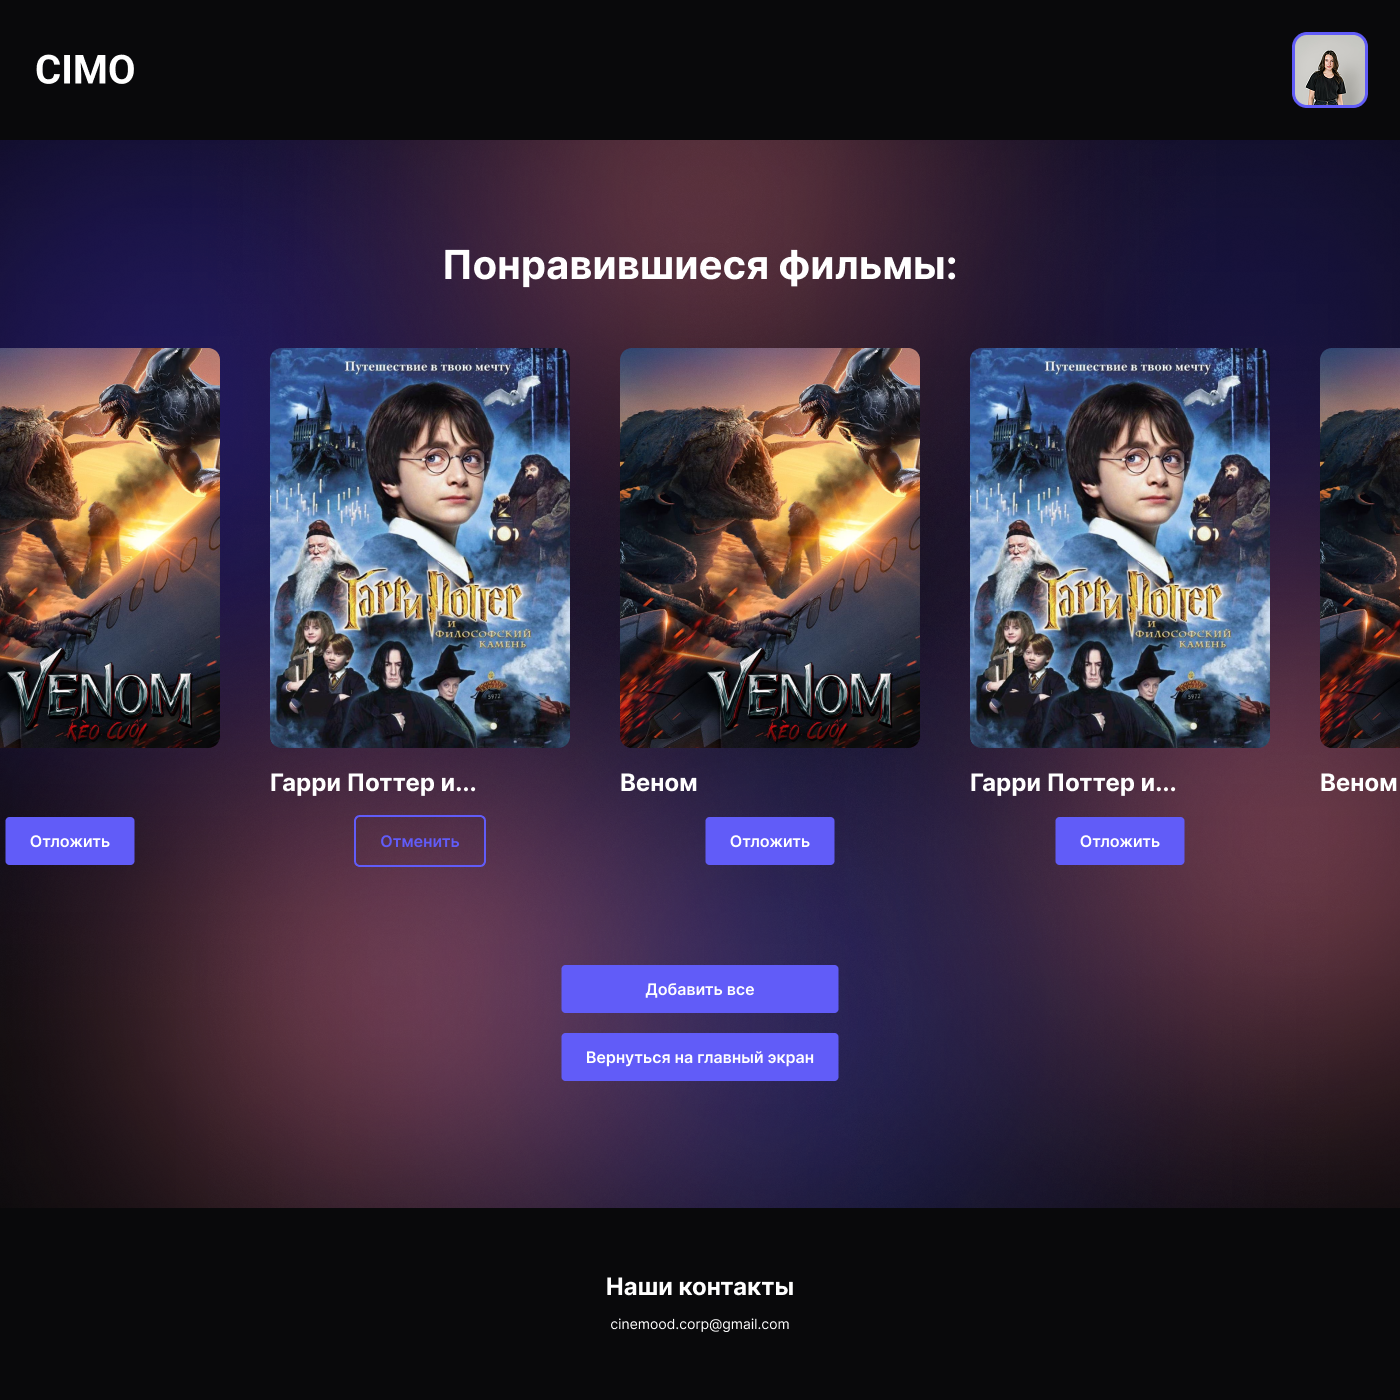 CIMO
Понравившиеся фильмы:
VENOM
KÈO CUỐI
Путешествие в твою мечту
Гарри Поттер
и
ФИЛОСОФСКИЙ
КАМЕНЬ
5972
VENOM
KÈO CUỐI
Путешествие в твою мечту
Гарри Поттер
и
ФИЛОСОФСКИЙ
КАМЕНЬ
5972
Гарри Поттер и...
Веном
Гарри Поттер и...
Веном
Отложить
Отменить
Отложить
Отложить
Добавить все
Вернуться на главный экран
Наши контакты
cinemood.corp@gmail.com